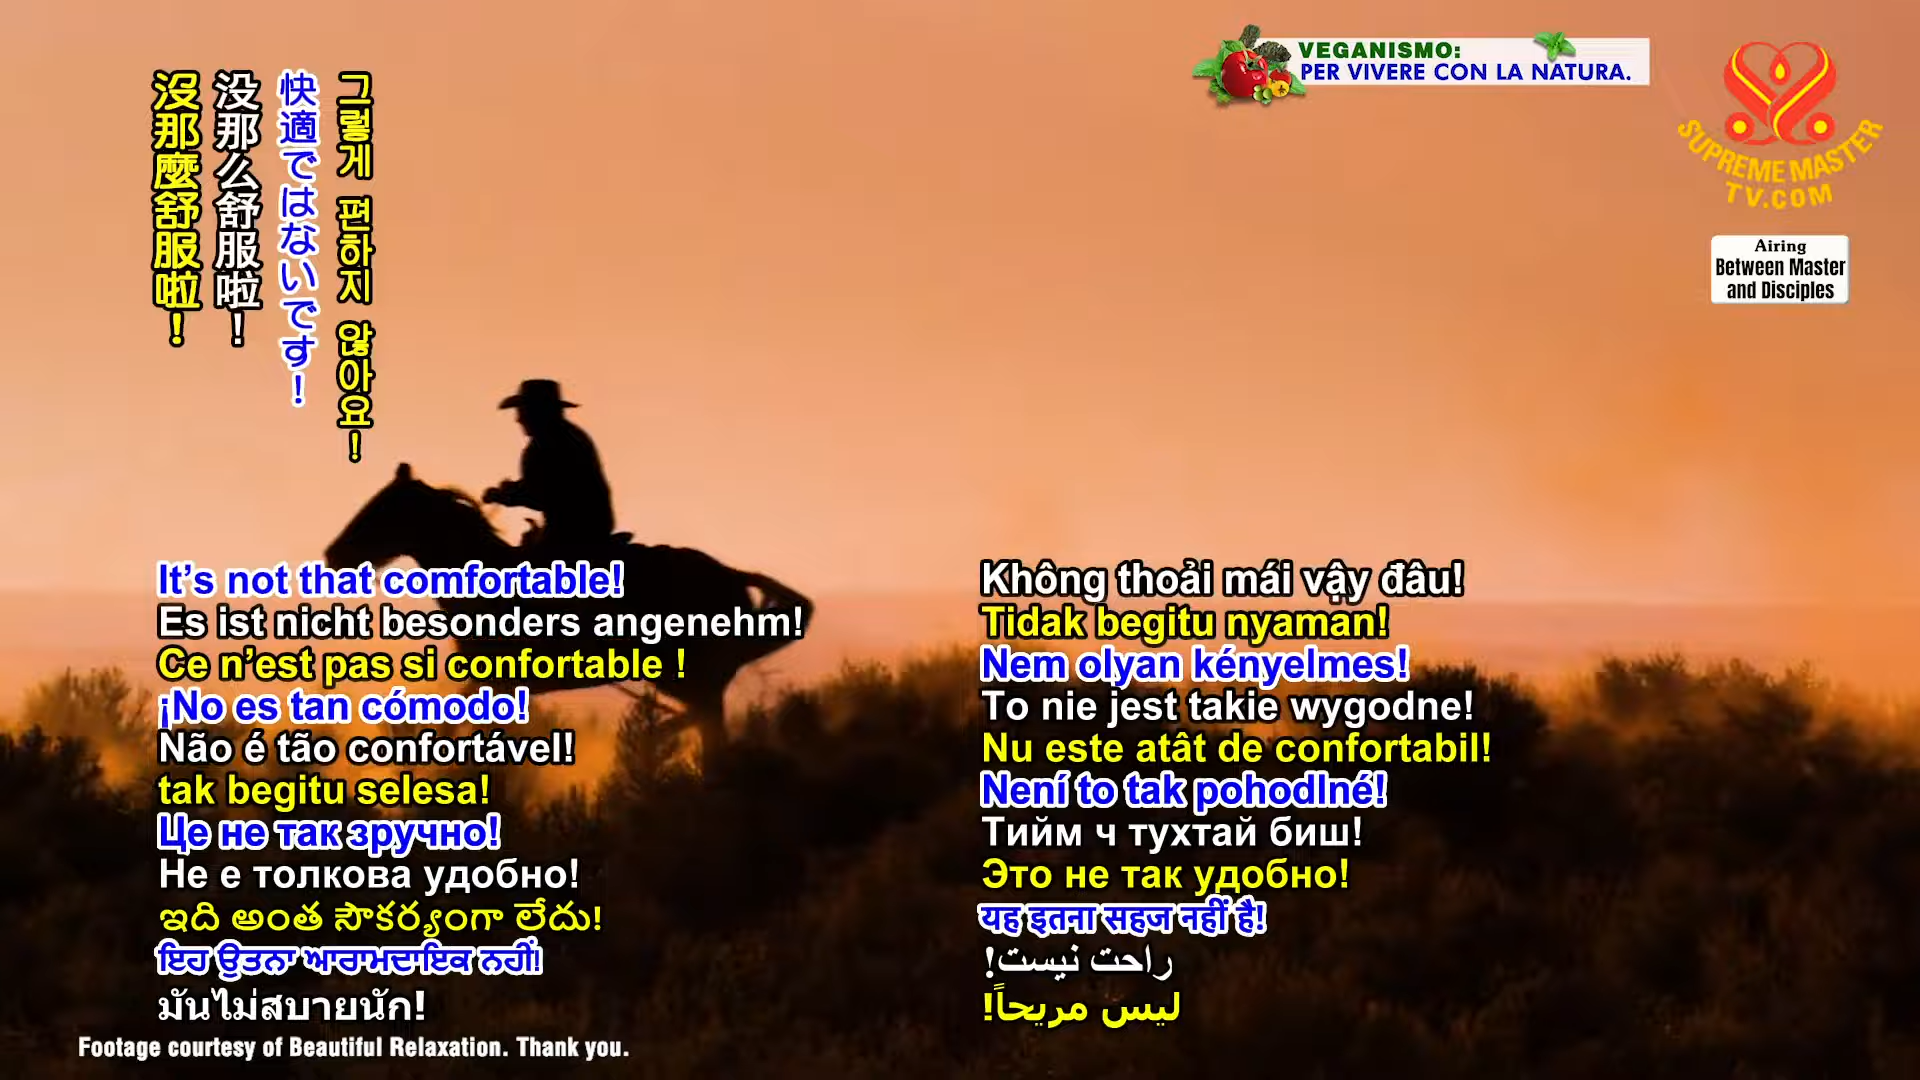 沒那麼舒服啦！
没那么舒服啦！
快適ではないです！
그렇게 편하지 않아요!
VEGANISMO:
PER VIVERE CON LA NATURA.
SUPREME MASTER
TV.COM
Airing
Between Master
and Disciples
It’s not that comfortable!
Es ist nicht besonders angenehm!
Ce n’est pas si confortable !
¡No es tan cómodo!
Não é tão confortável!
tak begitu selesa!
Це не так зручно!
Не е толкова удобно!
ఇది అంత సౌకర్యంగా లేదు!
ਇਹ ਉਤਨਾ ਆਰਾਮਦਾਇਕ ਨਹੀਂ!
มันไม่สบายนัก!
Không thoải mái vậy đâu!
Tidak begitu nyaman!
Nem olyan kényelmes!
To nie jest takie wygodne!
Nu este atât de confortabil!
Není to tak pohodlné!
Тийм ч тухтай биш!
Это не так удобно!
यह इतना सहज नहीं है!
راحت نیست!
ليس مريحاً!
Footage courtesy of Beautiful Relaxation. Thank you.